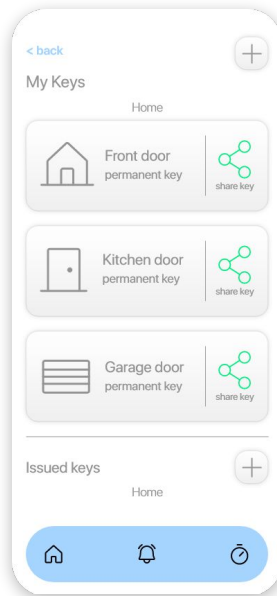 < back
My Keys
Home
Front door
permanent key
share key
Kitchen door
permanent key
share key
Garage door
permanent key
share key
Issued keys
Home